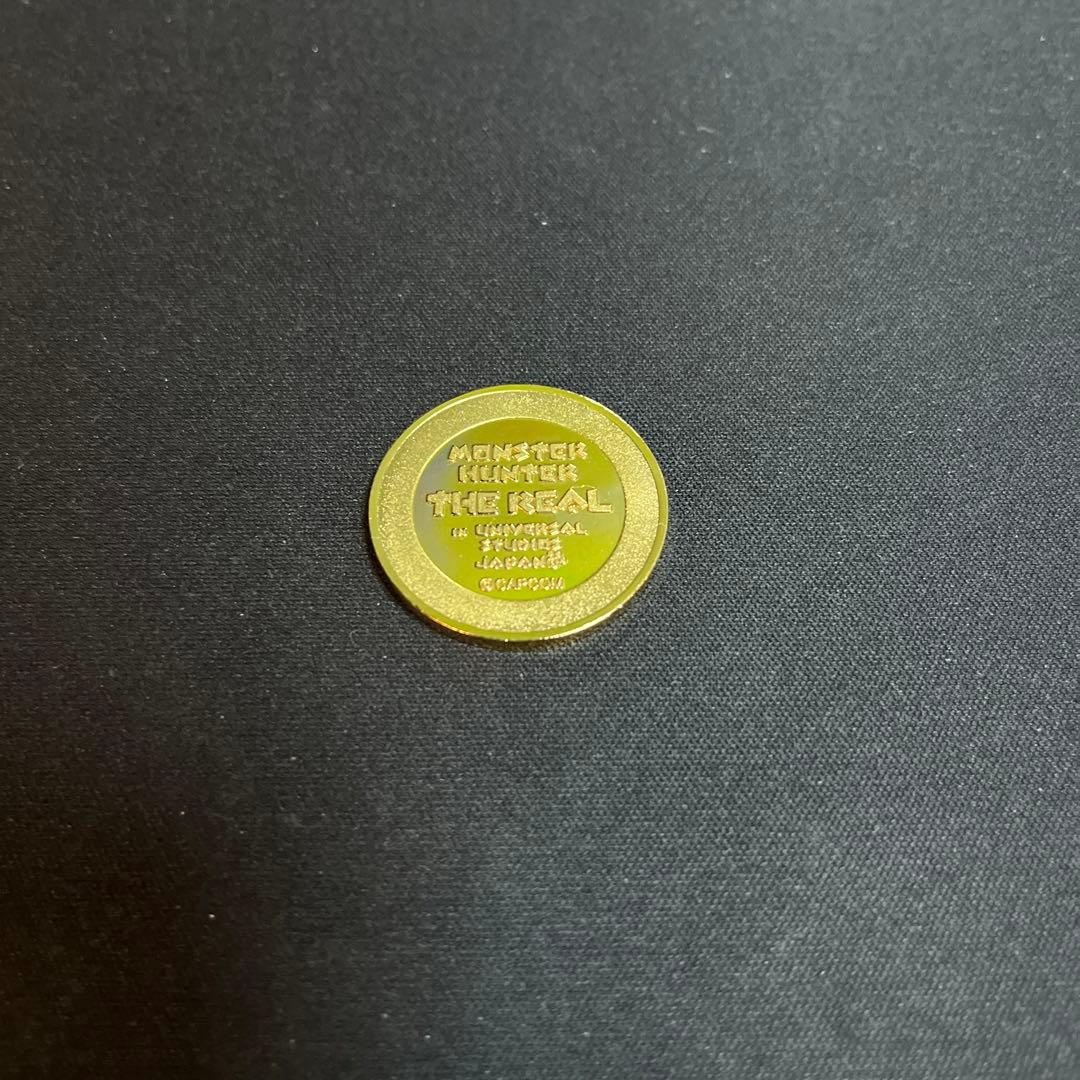 MONSTER
HUNTER
THE REAL
IN UNIVERSAL
STUDIOS
JAPAN
©CAPCOM